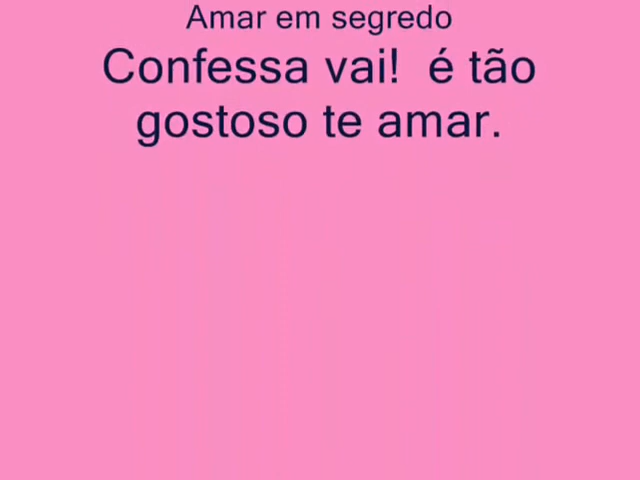 Amar em segredo
Confessa vai!  é tão
gostoso te amar.